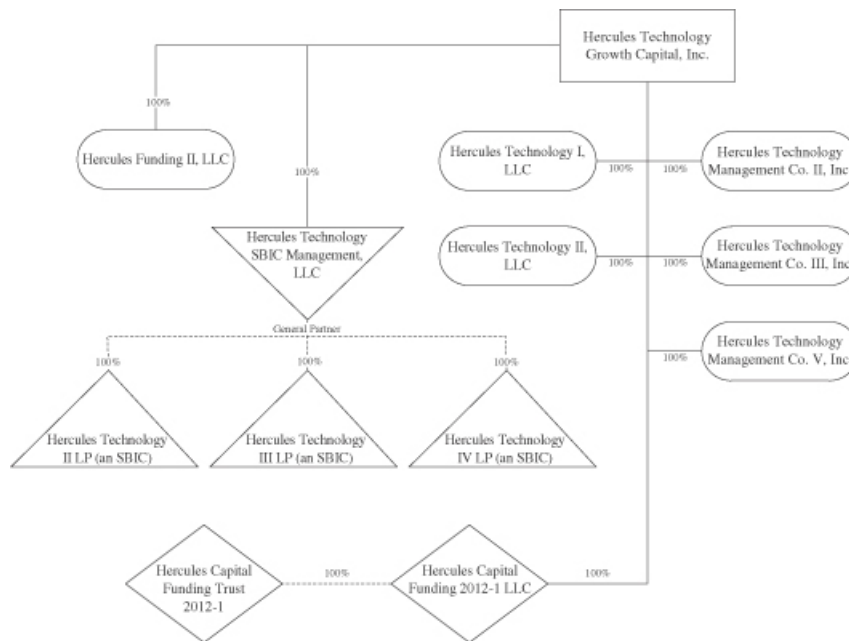 Hercules Technology
Growth Capital, Inc.
100%
Hercules Funding II, LLC
100%
Hercules Technology I,
LLC
100%
100%
Hercules Technology
Management Co. II, Inc
Hercules Technology
SBIC Management,
LLC
Hercules Technology II,
LLC
100%
100%
Hercules Technology
Management Co. III, Inc
General Partner
Hercules Technology
Management Co. V, Inc
100%
100%
100%
100%
Hercules Technology
II LP (an SBIC)
Hercules Technology
III LP (an SBIC)
Hercules Technology
IV LP (an SBIC)
Hercules Capital
Funding Trust
2012-1
100%
Hercules Capital
Funding 2012-1 LLC
100%